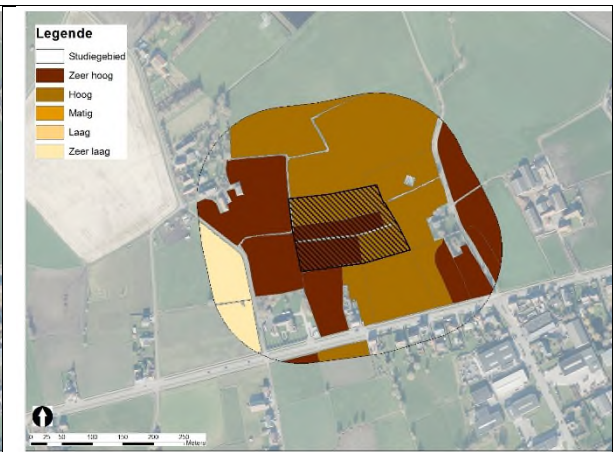 Legende
Studiegebied
Zeer hoog
Hoog
Matig
Laag
Zeer laag
0 25 50 100 150 200 250
Meters